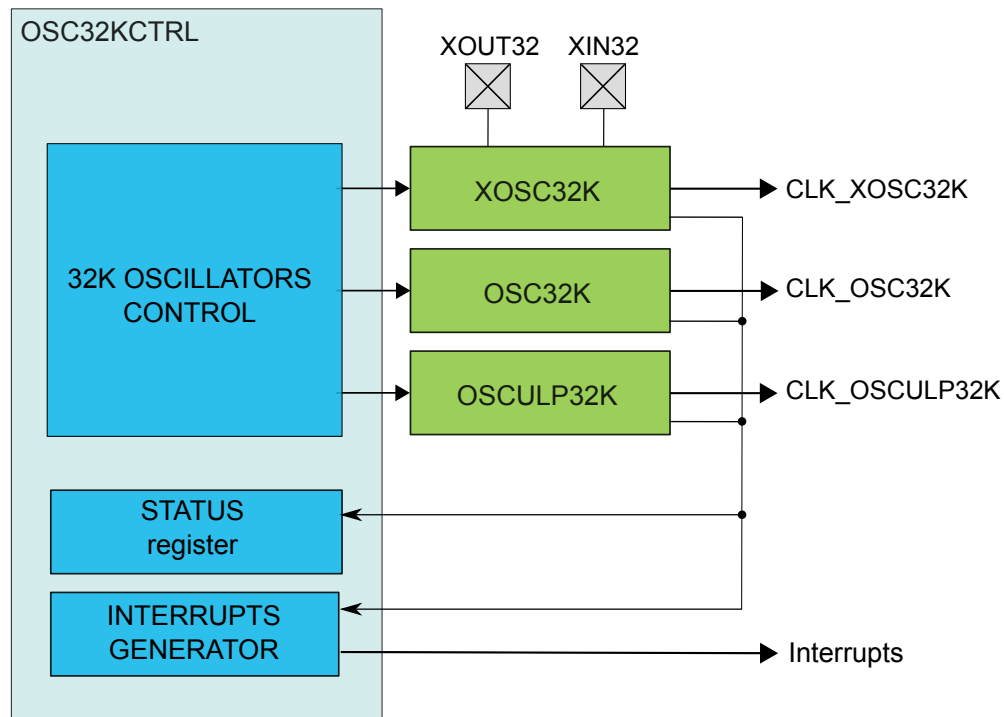 OSC32KCTRL
XOUT32
XIN32
32K OSCILLATORS
CONTROL
XOSC32K
CLK_XOSC32K
OSC32K
CLK_OSC32K
OSCULP32K
CLK_OSCULP32K
STATUS
register
INTERRUPTS
GENERATOR
Interrupts